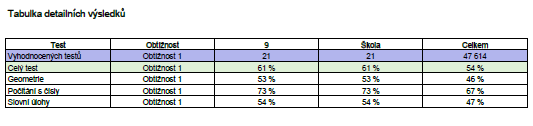 Tabulka detailních výsledků
Test Obtížnost 9 Škola Celkem
Vyhodnocených testů Obtížnost 1 21 21 47 614
Celý test Obtížnost 1 61 % 61 % 54 %
Geometrie Obtížnost 1 53 % 53 % 46 %
Počítání s čísly Obtížnost 1 73 % 73 % 67 %
Slovní úlohy Obtížnost 1 54 % 54 % 47 %